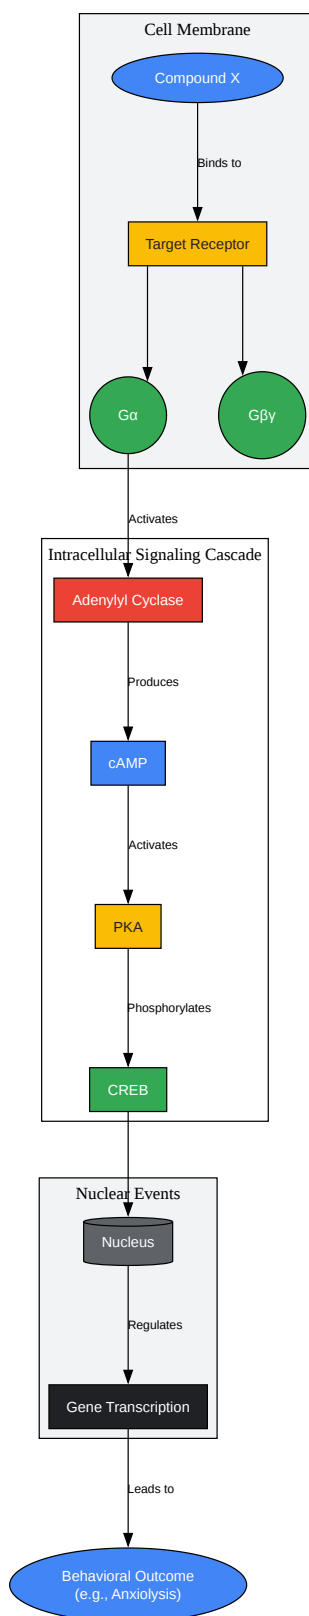 Cell Membrane
Compound X
Binds to
Target Receptor
Gα
Gβγ
Activates
Intracellular Signaling Cascade
Adenylyl Cyclase
Produces
cAMP
Activates
PKA
Phosphorylates
CREB
Nuclear Events
Nucleus
Regulates
Gene Transcription
Leads to
Behavioral Outcome
(e.g., Anxiolysis)